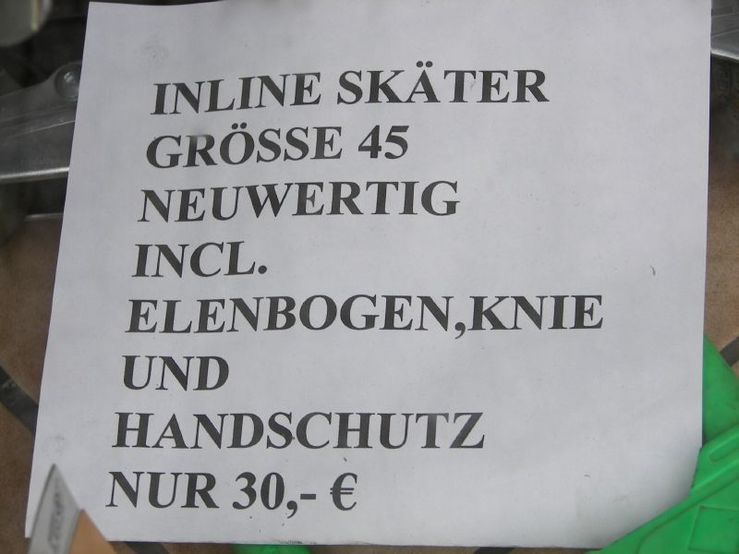 INLINE SKÄTER
GRÖSSE 45
NEUWERTIG
INCL.
ELENBOGEN,KNIE
UND
HANDSCHUTZ
NUR 30,- €